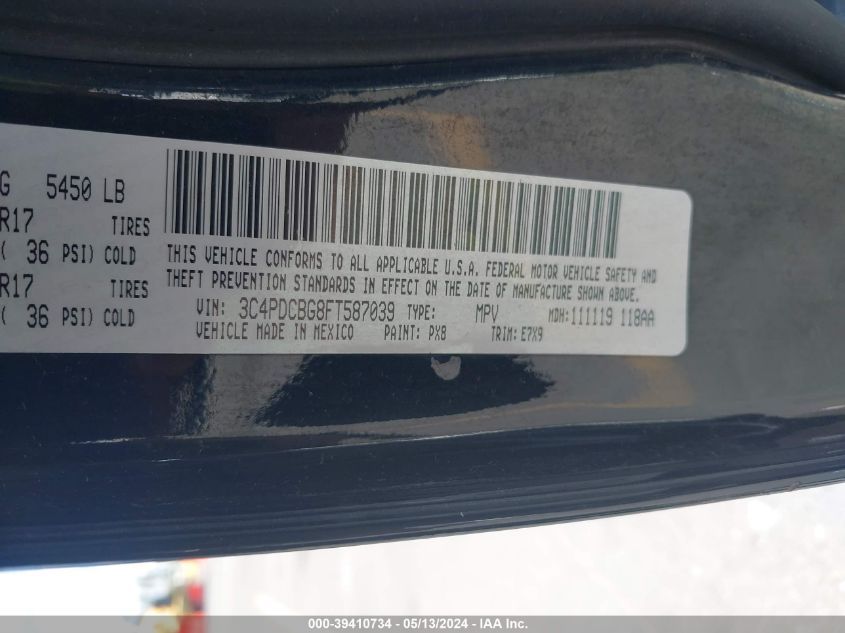 G 5450 LB
R17 TIRES
( 36 PSI) COLD
R17 TIRES
( 36 PSI) COLD
THIS VEHICLE CONFORMS TO ALL APPLICABLE U.S.A. FEDERAL MOTOR VEHICLE SAFETY AND
THEFT PREVENTION STANDARDS IN EFFECT ON THE DATE OF MANUFACTURE SHOWN ABOVE.
VIN: 3C4PDCBG8FT587039 TYPE: MPV MDH:111119 118AA
VEHICLE MADE IN MEXICO PAINT: PX8 TRIM: E7X9
000-39410734 - 05/13/2024 - IAA Inc.